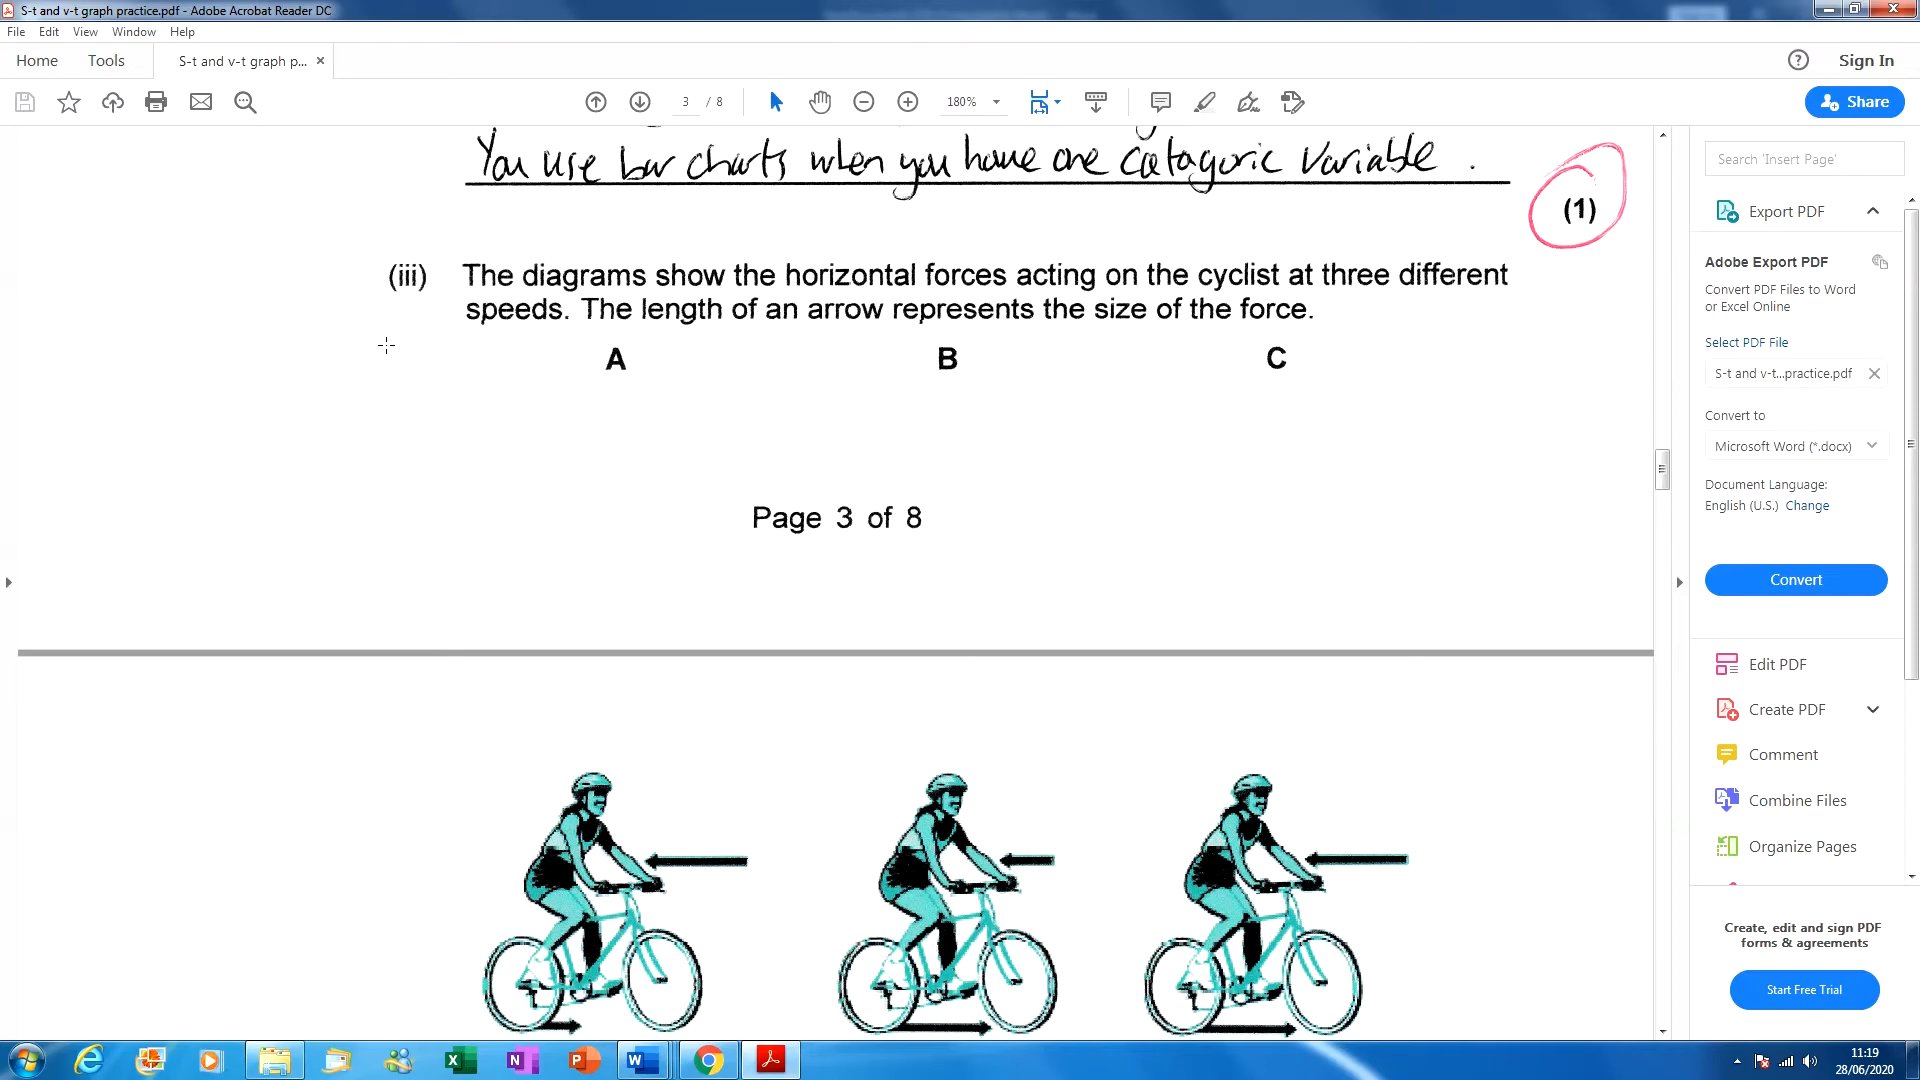 S-t and v-t graph practice.pdf - Adobe Acrobat Reader DC
File Edit View Window Help
Home Tools S-t and v-t graph p... × Sign In
3 / 8 180% Share
You use bar charts when you have one catagoric variable.
(1)
(iii) The diagrams show the horizontal forces acting on the cyclist at three different
speeds. The length of an arrow represents the size of the force.
A B C
Page 3 of 8
Search 'Insert Page'
Export PDF
Adobe Export PDF
Convert PDF Files to Word
or Excel Online
Select PDF File
S-t and v-t...practice.pdf
Convert to
Microsoft Word (*.docx)
Document Language:
English (U.S.) Change
Convert
Edit PDF
Create PDF
Comment
Combine Files
Organize Pages
Create, edit and sign PDF
forms & agreements
Start Free Trial
11:19
28/06/2020